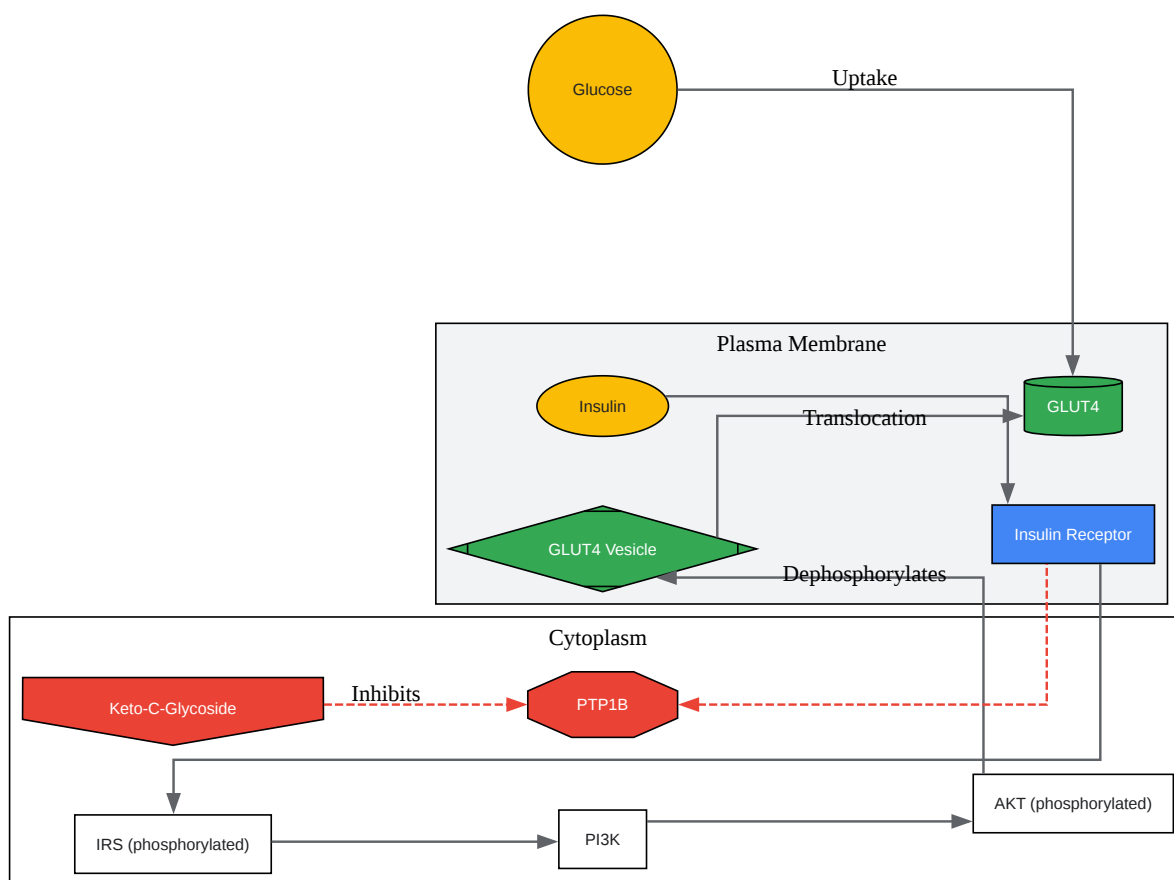 Glucose
Uptake
Plasma Membrane
Insulin
GLUT4
Translocation
GLUT4 Vesicle
Insulin Receptor
Dephosphorylates
Cytoplasm
Keto-C-Glycoside
Inhibits
PTP1B
IRS (phosphorylated)
PI3K
AKT (phosphorylated)